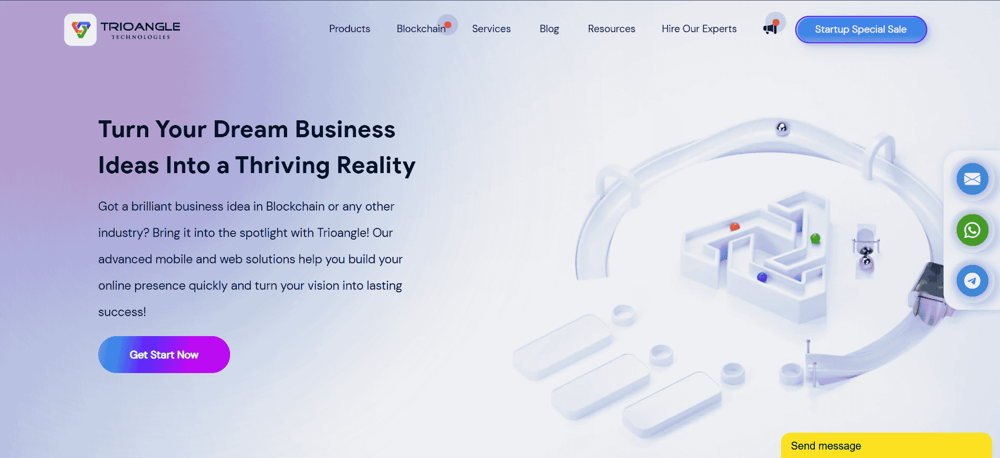 TRIOANGLE
TECHNOLOGIES
Products
Blockchain
Services
Blog
Resources
Hire Our Experts
Startup Special Sale
Turn Your Dream Business
Ideas Into a Thriving Reality
Got a brilliant business idea in Blockchain or any other
industry? Bring it into the spotlight with Trioangle! Our
advanced mobile and web solutions help you build your
online presence quickly and turn your vision into lasting
success!
Get Start Now
Send message